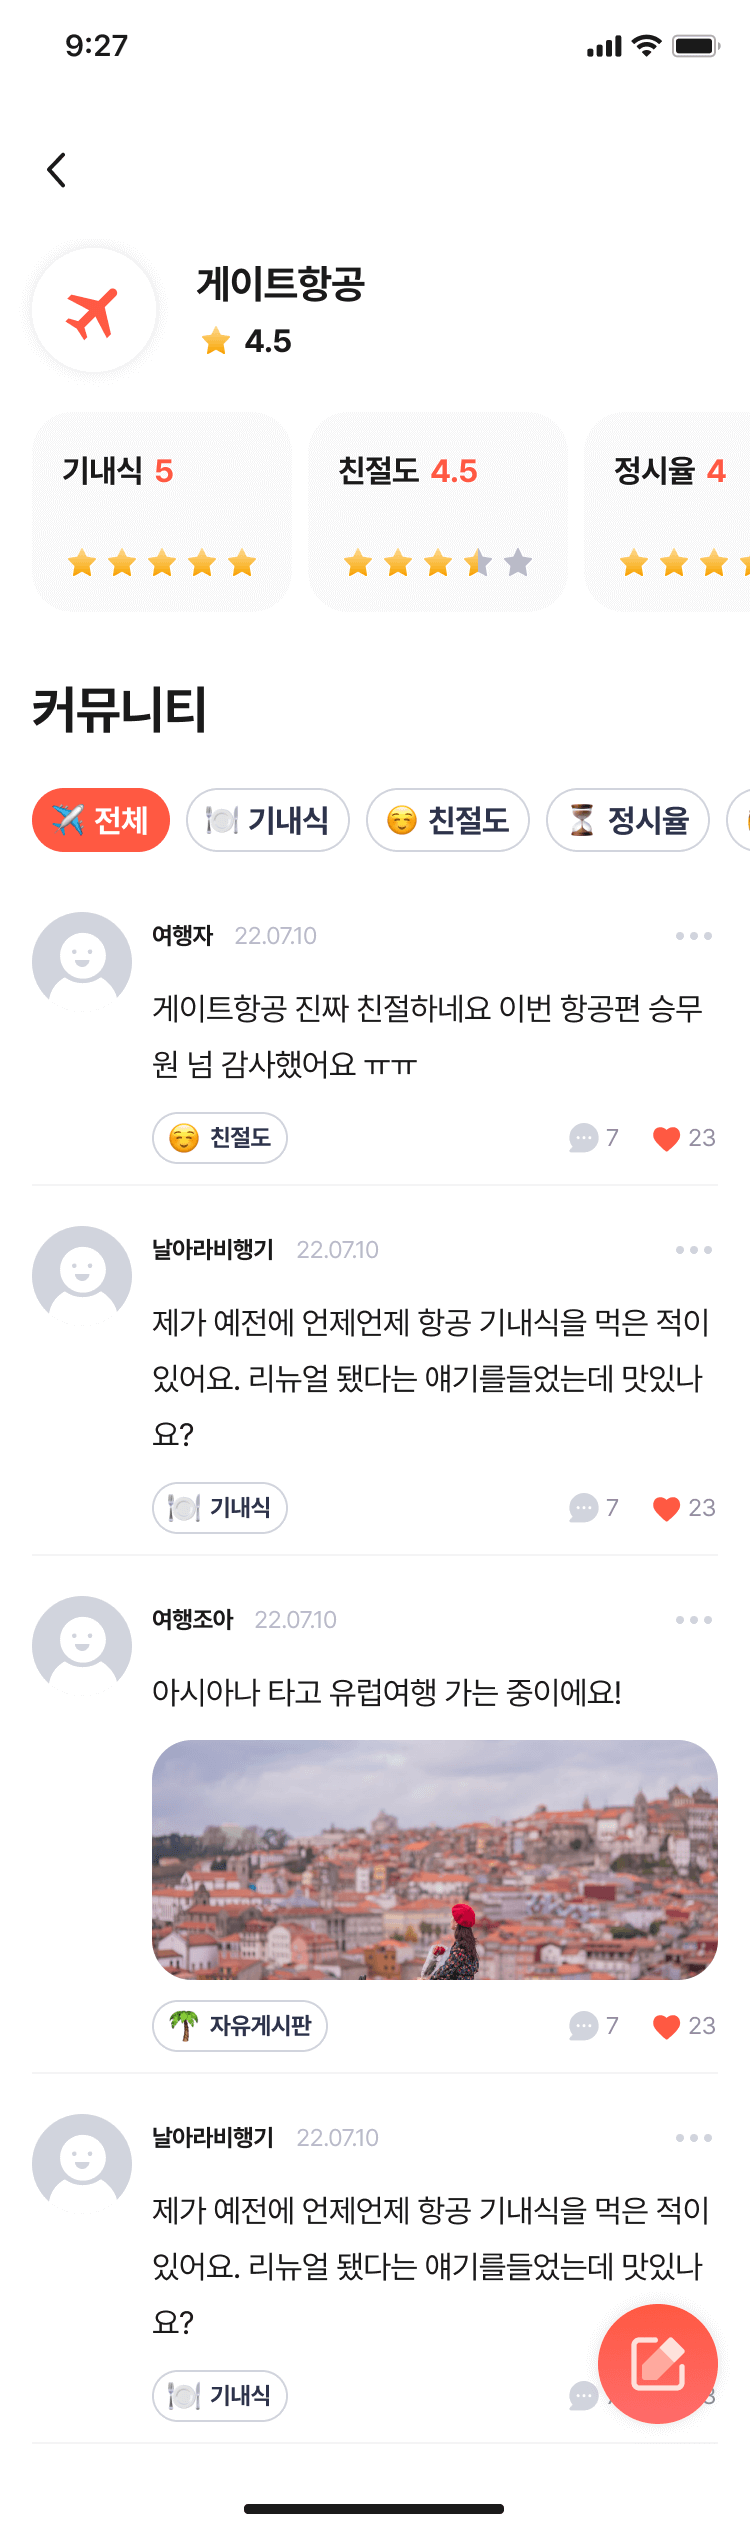 9:27
게이트항공
4.5
기내식 5
친절도 4.5
정시율 4
커뮤니티
전체
기내식
친절도
정시율
여행자 22.07.10
게이트항공 진짜 친절하네요 이번 항공편 승무
원 넘 감사했어요 ㅠㅠ
친절도
7
23
날아라비행기 22.07.10
제가 예전에 언제언제 항공 기내식을 먹은 적이
있어요. 리뉴얼 됐다는 얘기를들었는데 맛있나
요?
기내식
7
23
여행조아 22.07.10
아시아나 타고 유럽여행 가는 중이에요!
자유게시판
7
23
날아라비행기 22.07.10
제가 예전에 언제언제 항공 기내식을 먹은 적이
있어요. 리뉴얼 됐다는 얘기를들었는데 맛있나
요?
기내식